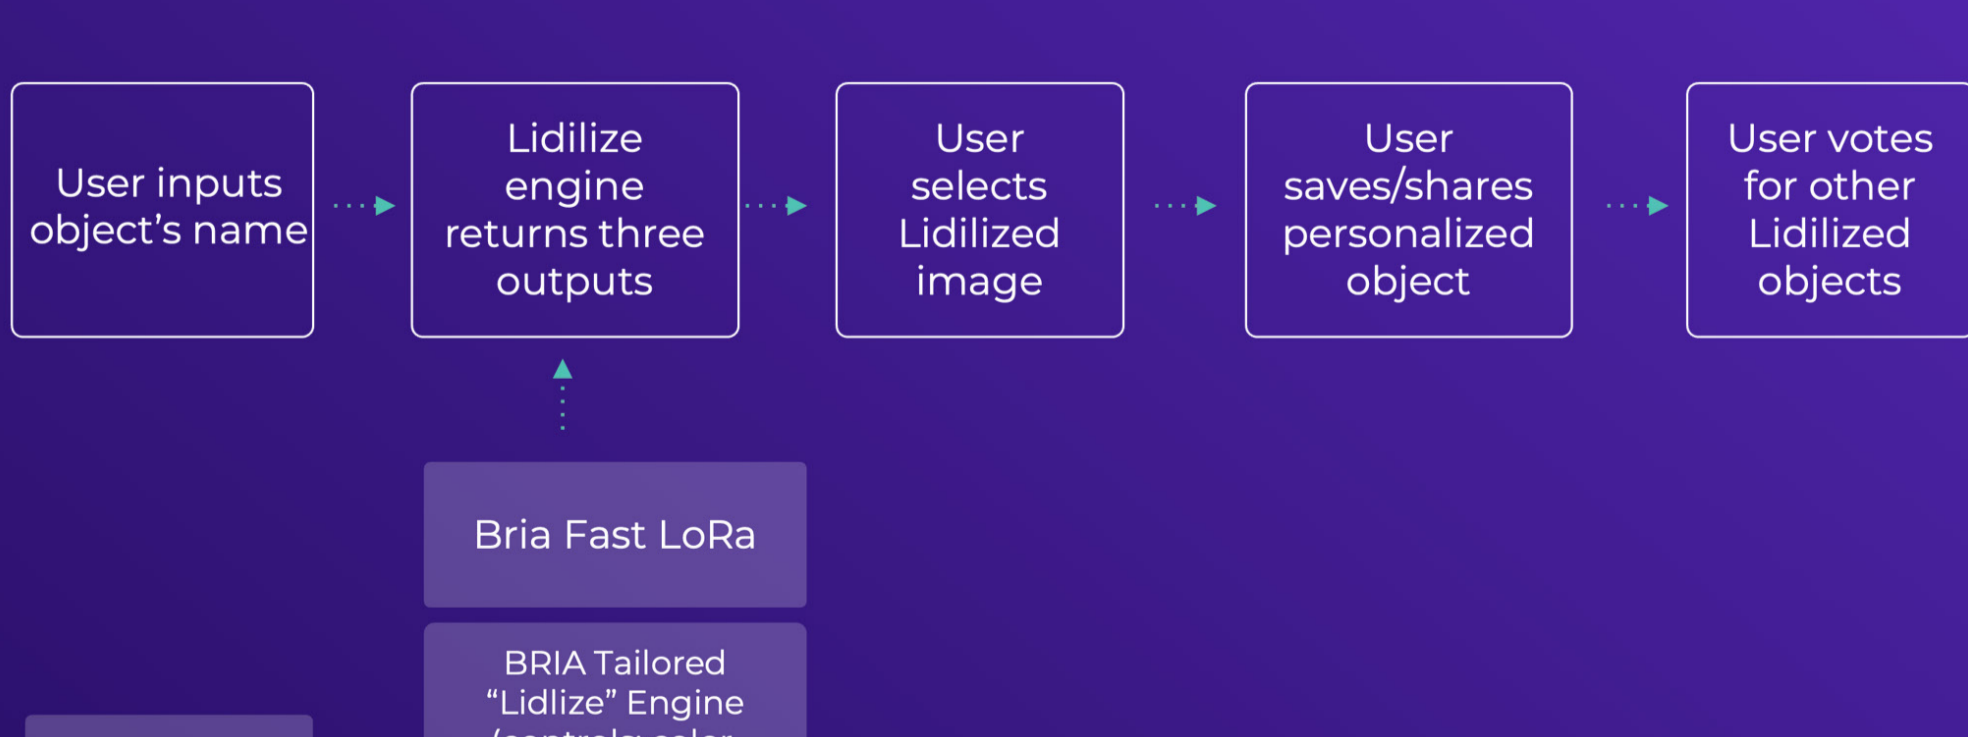 User inputs
object’s name
Lidilize
engine
returns three
outputs
User
selects
Lidilized
image
User
saves/shares
personalized
object
User votes
for other
Lidilized
objects
Bria Fast LoRa
BRIA Tailored
“Lidlize” Engine